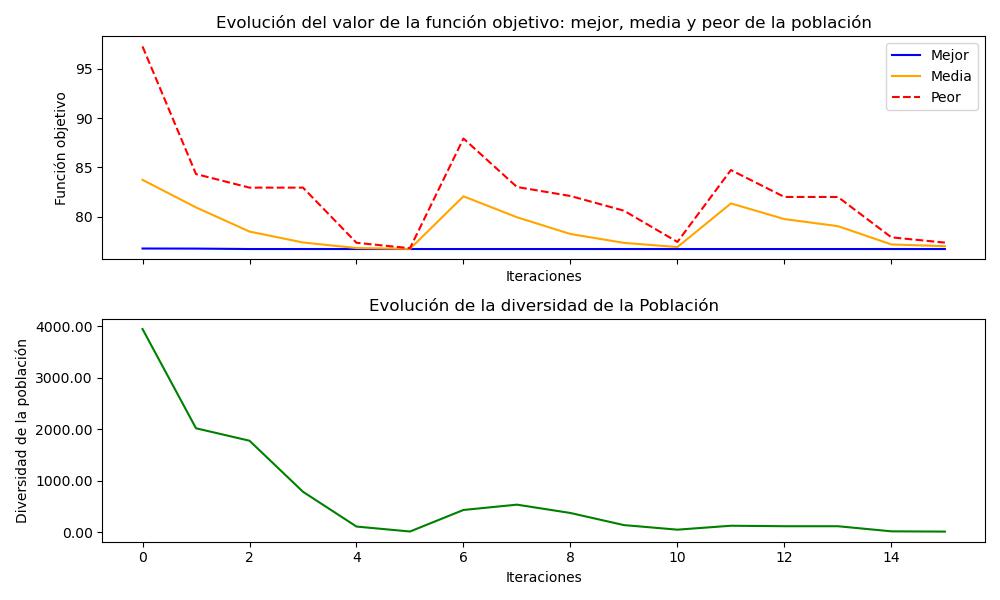 Evolución del valor de la función objetivo: mejor, media y peor de la población
Función objetivo
95
90
85
80
Mejor
Media
Peor
Iteraciones
Evolución de la diversidad de la Población
Diversidad de la población
4000.00
3000.00
2000.00
1000.00
0.00
0 2 4 6 8 10 12 14
Iteraciones